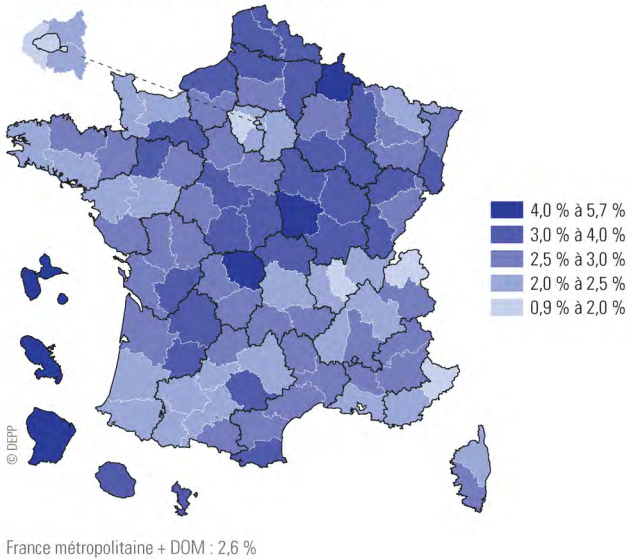 4,0 % à 5,7 %
3,0 % à 4,0 %
2,5 % à 3,0 %
2,0 % à 2,5 %
0,9 % à 2,0 %
© DEPP
France métropolitaine + DOM : 2,6 %